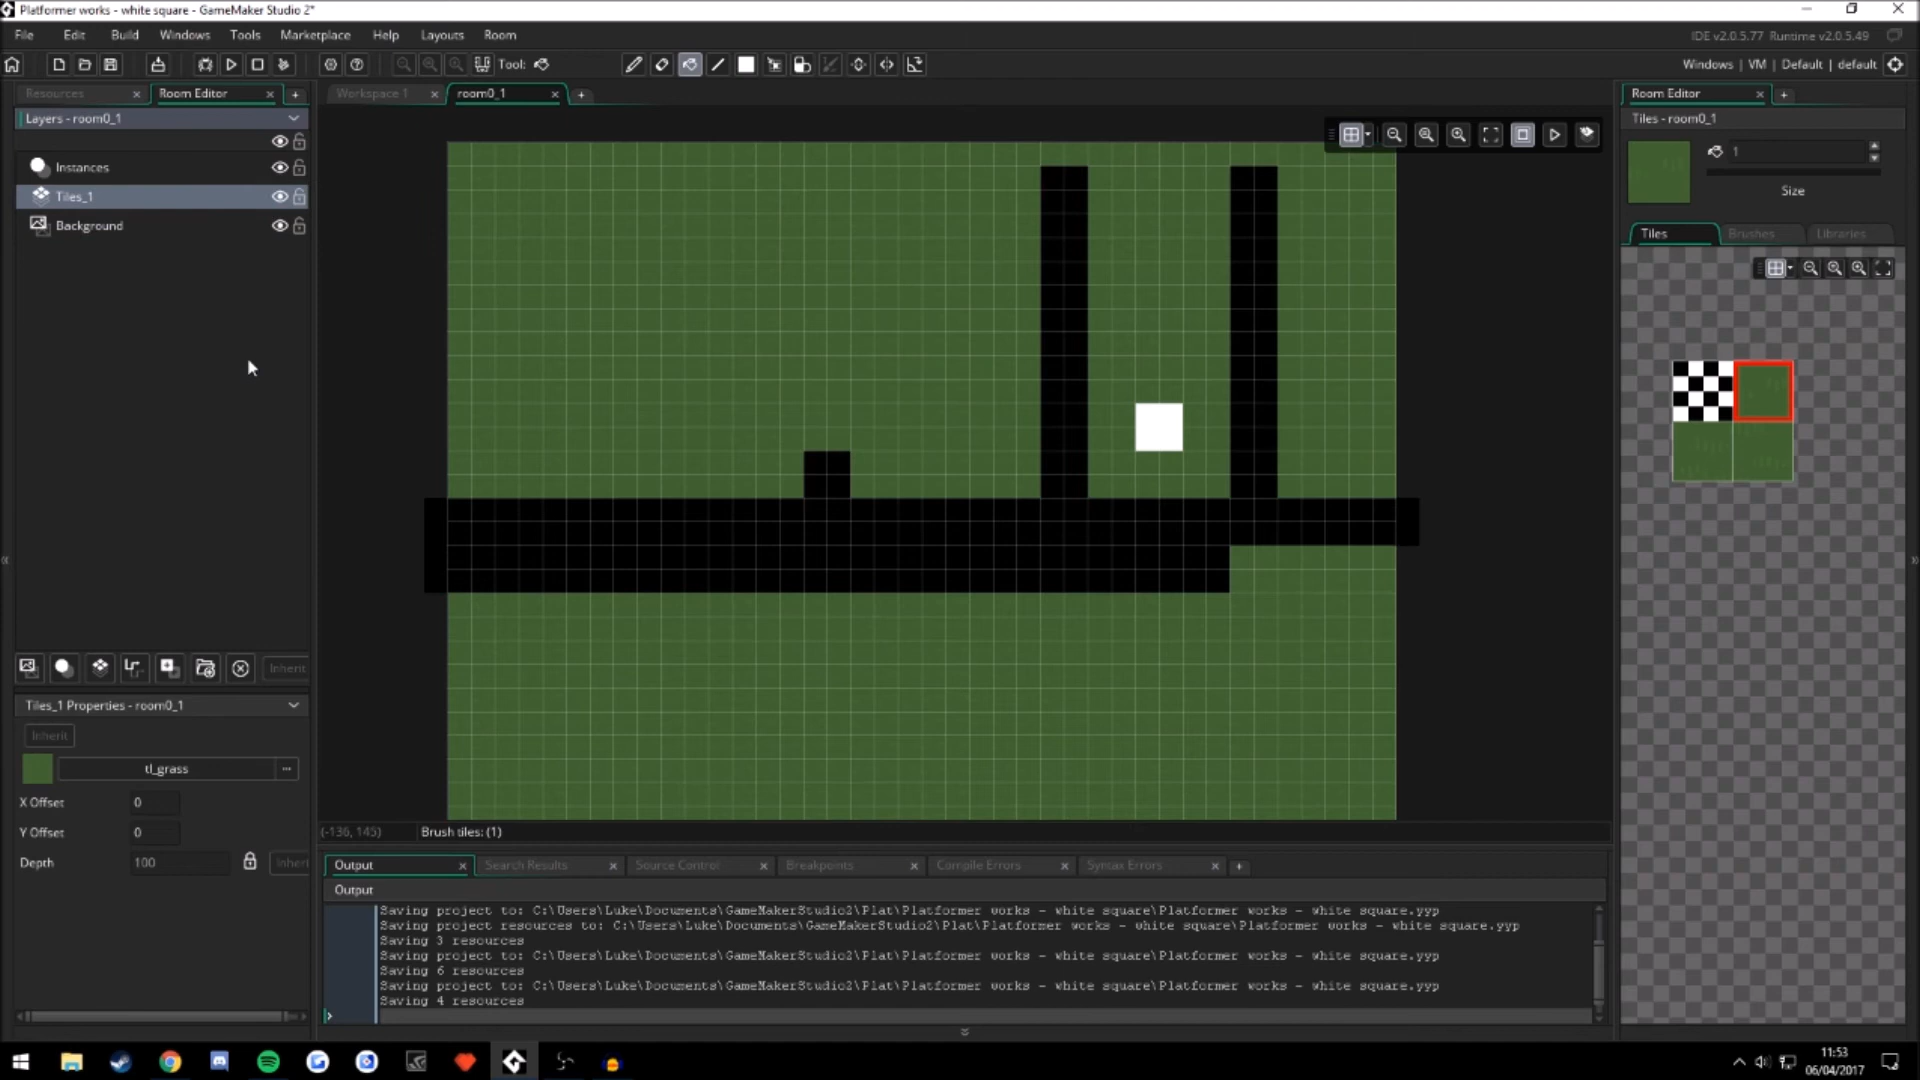 Platformer works - white square - GameMaker Studio 2*
File Edit Build Windows Tools Marketplace Help Layouts Room
IDE v2.0.5.77 Runtime v2.0.5.49
Tool:
Windows | VM | Default | default
Resources Room Editor
Workspace 1 room0_1
Room Editor
Layers - room0_1
Tiles - room0_1
Instances
Tiles_1
Background
1
Size
Tiles Brushes Libraries
Inherit
Tiles_1 Properties - room0_1
Inherit
tl_grass ...
X Offset 0
Y Offset 0
Depth 100 Inheri
(-136, 145) Brush tiles: (1)
Output Search Results Source Control Breakpoints Compile Errors Syntax Errors
Output
Saving project to: C:\Users\Luke\Documents\GameMakerStudio2\Plat\Platformer works - white square\Platformer works - white square.yyp
Saving project resources to: C:\Users\Luke\Documents\GameMakerStudio2\Plat\Platformer works - white square\Platformer works - white square.yyp
Saving 3 resources
Saving project to: C:\Users\Luke\Documents\GameMakerStudio2\Plat\Platformer works - white square\Platformer works - white square.yyp
Saving 6 resources
Saving project to: C:\Users\Luke\Documents\GameMakerStudio2\Plat\Platformer works - white square\Platformer works - white square.yyp
Saving 4 resources
11:53
06/04/2017